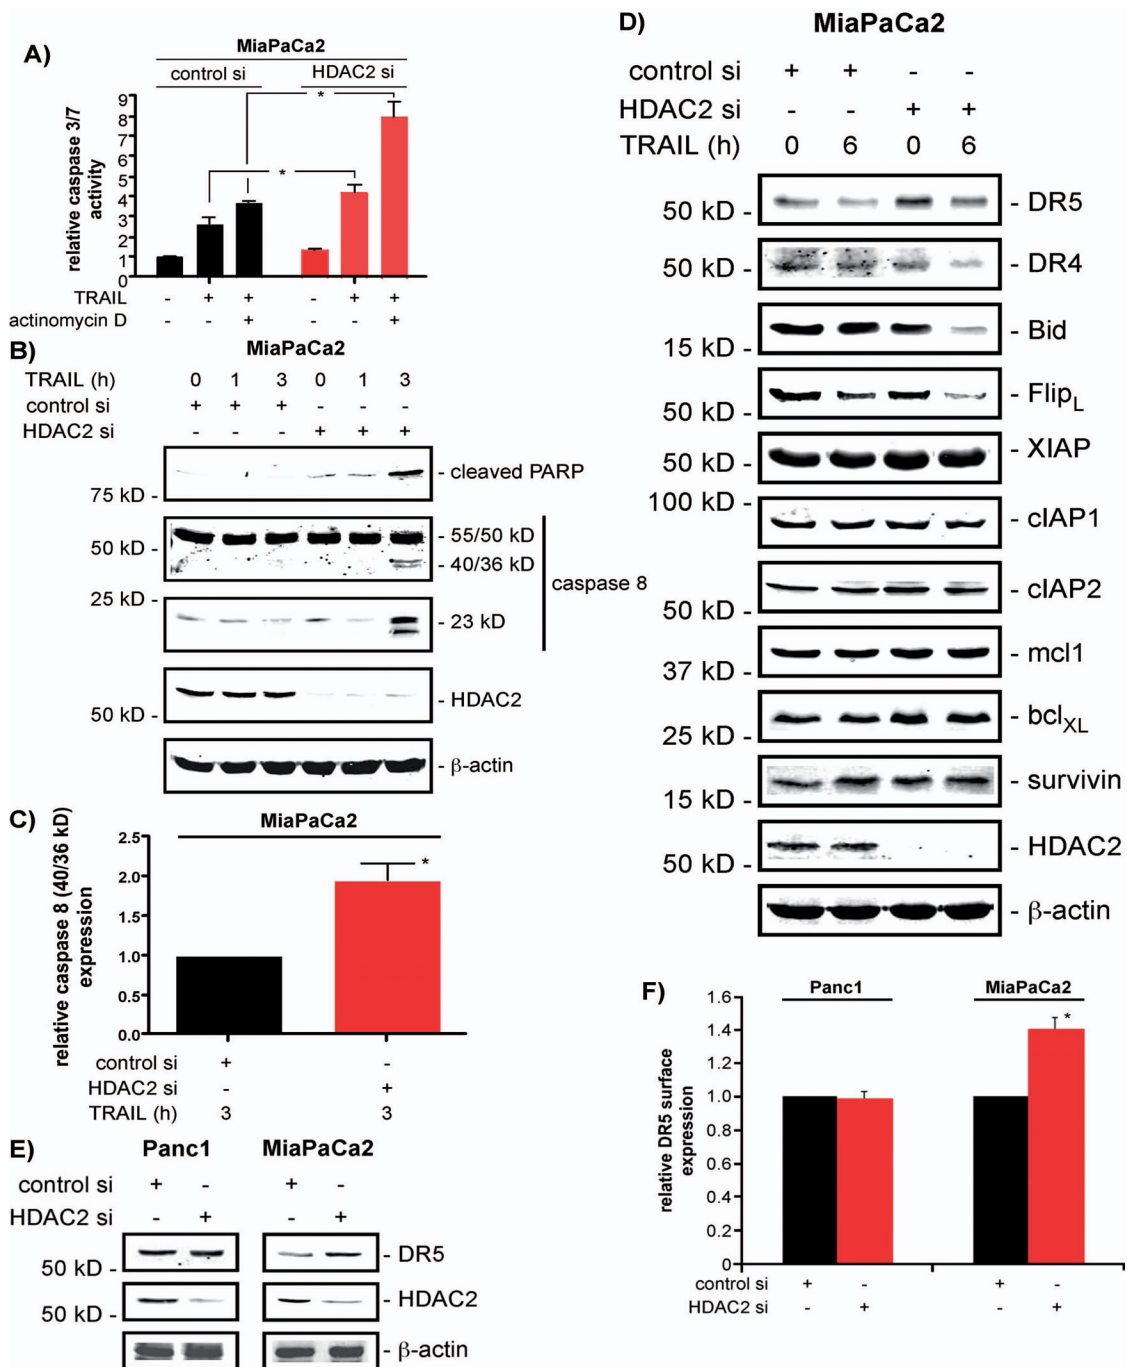 A)
MiaPaCa2
control si HDAC2 si
relative caspase 3/7
activity
9
8
7
6
5
4
3
2
1
0
* *
TRAIL - + + - + +
actinomycin D - - + - - +
B)
MiaPaCa2
TRAIL (h) 0 1 3 0 1 3
control si + + + - - -
HDAC2 si - - - + + +
- cleaved PARP
75 kD -
50 kD - - 55/50 kD
- 40/36 kD
caspase 8
25 kD -
- 23 kD
- HDAC2
50 kD -
- β-actin
C)
MiaPaCa2
relative caspase 8 (40/36 kD)
expression
2.5
2.0
1.5
1.0
0.5
0.0
*
control si + -
HDAC2 si - +
TRAIL (h) 3 3
D)
MiaPaCa2
control si + + - -
HDAC2 si - - + +
TRAIL (h) 0 6 0 6
50 kD - - DR5
50 kD - - DR4
15 kD - - Bid
50 kD - - FlipL
50 kD - - XIAP
100 kD -
- cIAP1
50 kD - - cIAP2
37 kD - - mcl1
25 kD - - bclXL
15 kD - - survivin
50 kD - - HDAC2
- β-actin
E)
Panc1 MiaPaCa2
control si + - + -
HDAC2 si - + - +
50 kD - - DR5
50 kD - - HDAC2
- β-actin
F)
Panc1 MiaPaCa2
relative DR5 surface
expression
1.6
1.4
1.2
1.0
0.8
0.6
0.4
0.2
0
*
control si + - + -
HDAC2 si - + - +